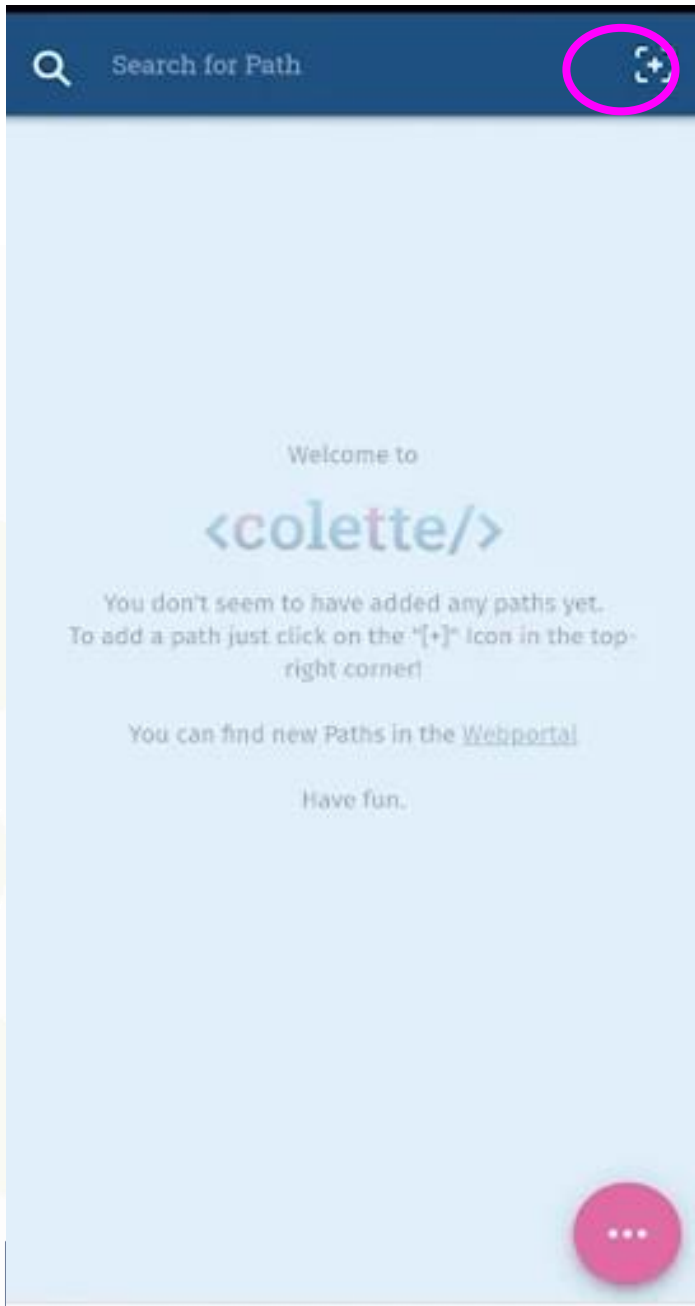 Search for Path
Welcome to
<colette/>
You don't seem to have added any paths yet.
To add a path just click on the "[+]" Icon in the top-
right corner!
You can find new Paths in the Webportal
Have fun.